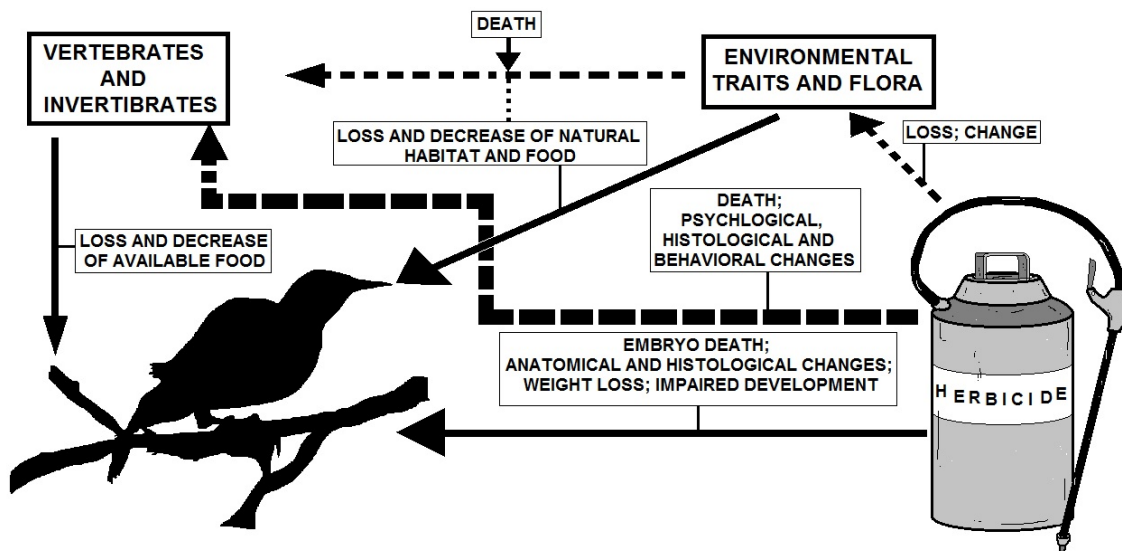 DEATH
VERTEBRATES
AND
INVERTIBRATES
ENVIRONMENTAL
TRAITS AND FLORA
LOSS AND DECREASE OF NATURAL
HABITAT AND FOOD
LOSS; CHANGE
DEATH;
PSYCHLOGICAL,
HISTOLOGICAL AND
BEHAVIORAL CHANGES
LOSS AND DECREASE
OF AVAILABLE FOOD
EMBRYO DEATH;
ANATOMICAL AND HISTOLOGICAL CHANGES;
WEIGHT LOSS; IMPAIRED DEVELOPMENT
HERBICIDE